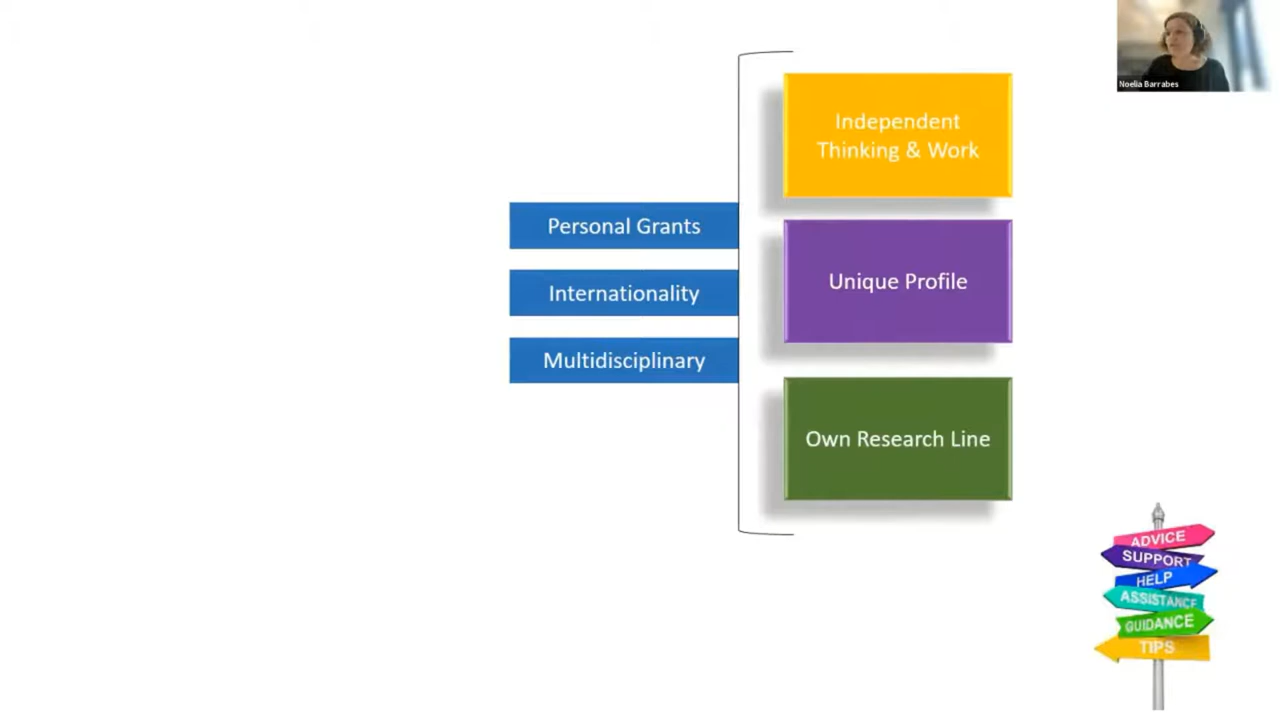 Noelia Barrabes
Independent
Thinking & Work
Personal Grants
Unique Profile
Internationality
Multidisciplinary
Own Research Line
ADVICE
SUPPORT
HELP
ASSISTANCE
GUIDANCE
TIPS